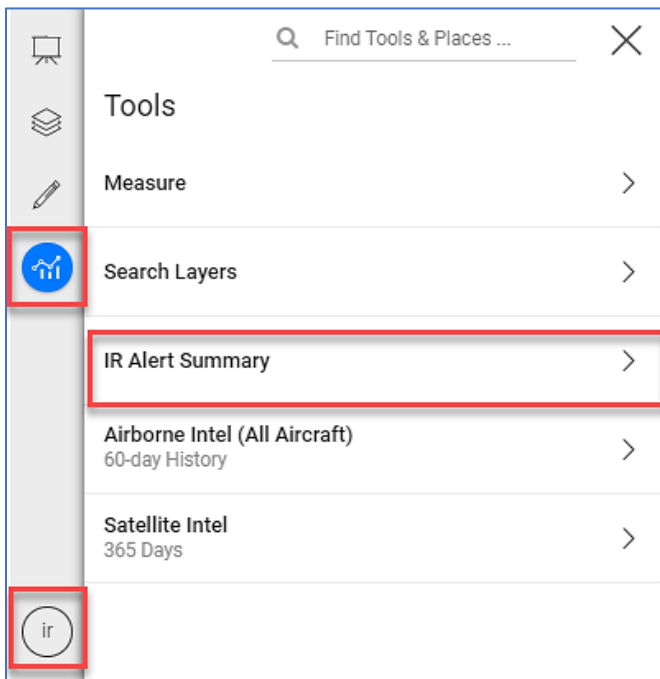 Find Tools & Places ...
Tools
Measure
Search Layers
IR Alert Summary
Airborne Intel (All Aircraft)
60-day History
Satellite Intel
365 Days
ir